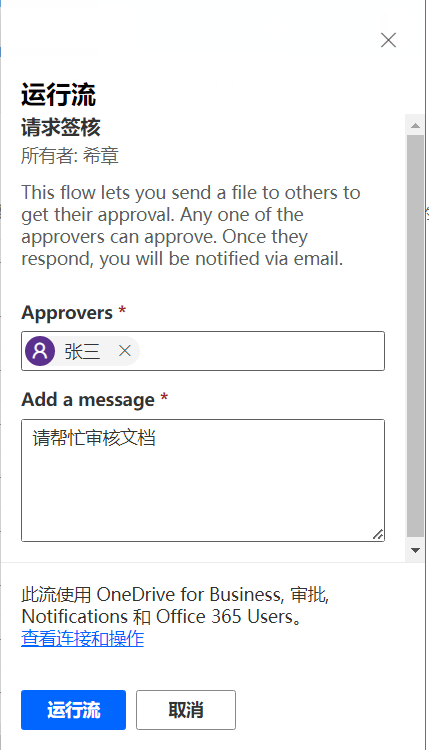 运行流
请求签核
所有者: 希章
This flow lets you send a file to others to
get their approval. Any one of the
approvers can approve. Once they
respond, you will be notified via email.
Approvers *
张三
Add a message *
请帮忙审核文档
此流使用 OneDrive for Business, 审批,
Notifications 和 Office 365 Users。
查看连接和操作
运行流 取消